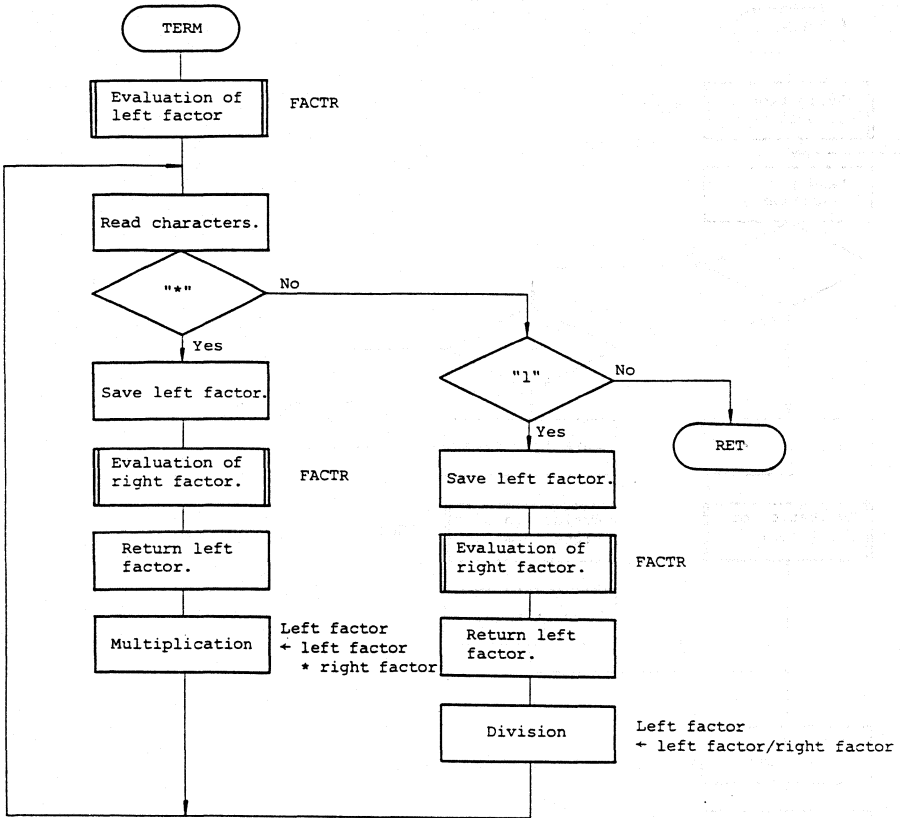 TERM
Evaluation of
left factor
FACTR
Read characters.
"*"
No
Yes
Save left factor.
Evaluation of
right factor.
FACTR
Return left
factor.
Multiplication
Left factor
← left factor
* right factor
"1"
No
RET
Yes
Save left factor.
Evaluation of
right factor.
FACTR
Return left
factor.
Division
Left factor
← left factor/right factor